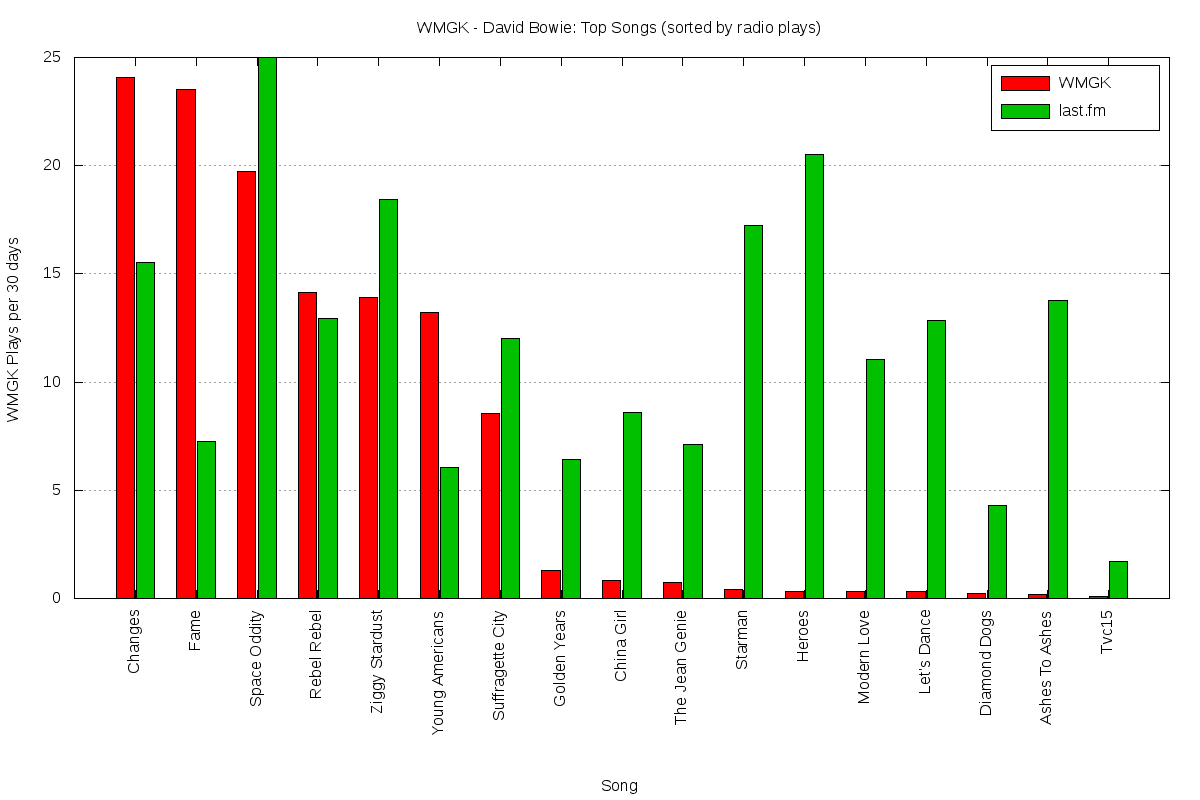 WMGK - David Bowie: Top Songs (sorted by radio plays)
WMGK
last.fm
WMGK Plays per 30 days
25
20
15
10
5
0
Changes
Fame
Space Oddity
Rebel Rebel
Ziggy Stardust
Young Americans
Suffragette City
Golden Years
China Girl
The Jean Genie
Starman
Heroes
Modern Love
Let's Dance
Diamond Dogs
Ashes To Ashes
Tvc15
Song